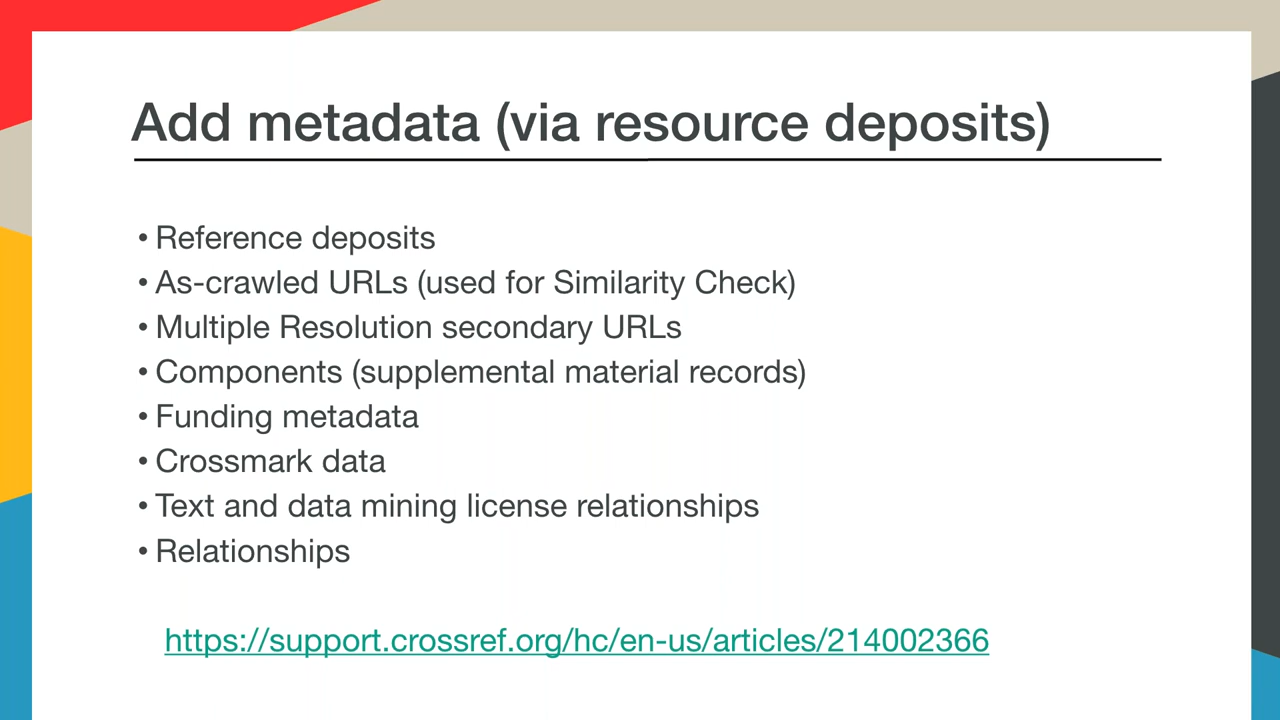 Add metadata (via resource deposits)
• Reference deposits
• As-crawled URLs (used for Similarity Check)
• Multiple Resolution secondary URLs
• Components (supplemental material records)
• Funding metadata
• Crossmark data
• Text and data mining license relationships
• Relationships
https://support.crossref.org/hc/en-us/articles/214002366